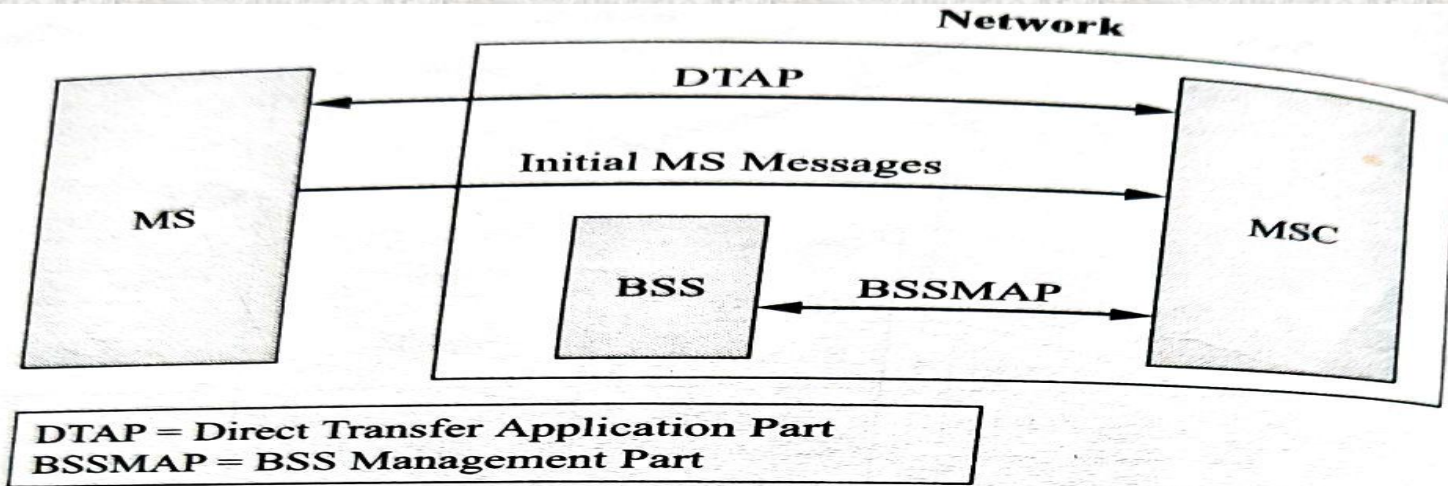 Network
DTAP
Initial MS Messages
MS
MSC
BSS
BSSMAP
DTAP = Direct Transfer Application Part
BSSMAP = BSS Management Part